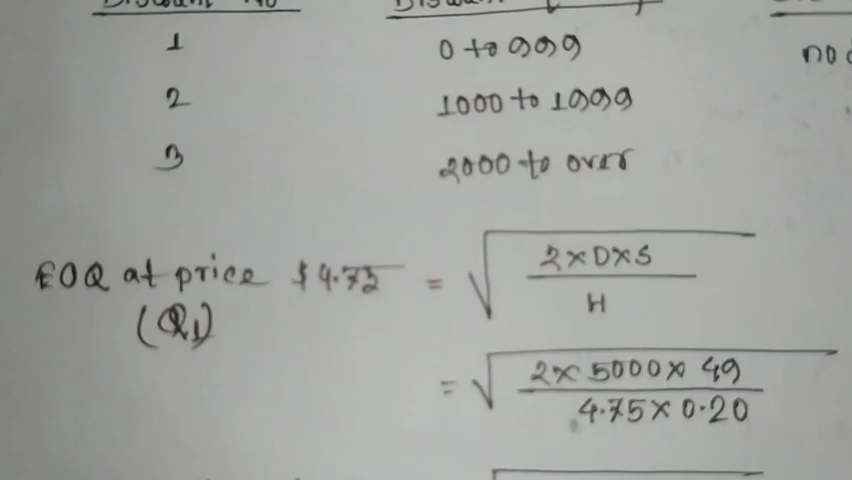 1 0 to 999 no
2 1000 to 1999
3 2000 to over
EOQ at price $4.75 = √ 2×D×S / H
(Q1)
= √ 2× 5000× 49 / 4.75× 0.20